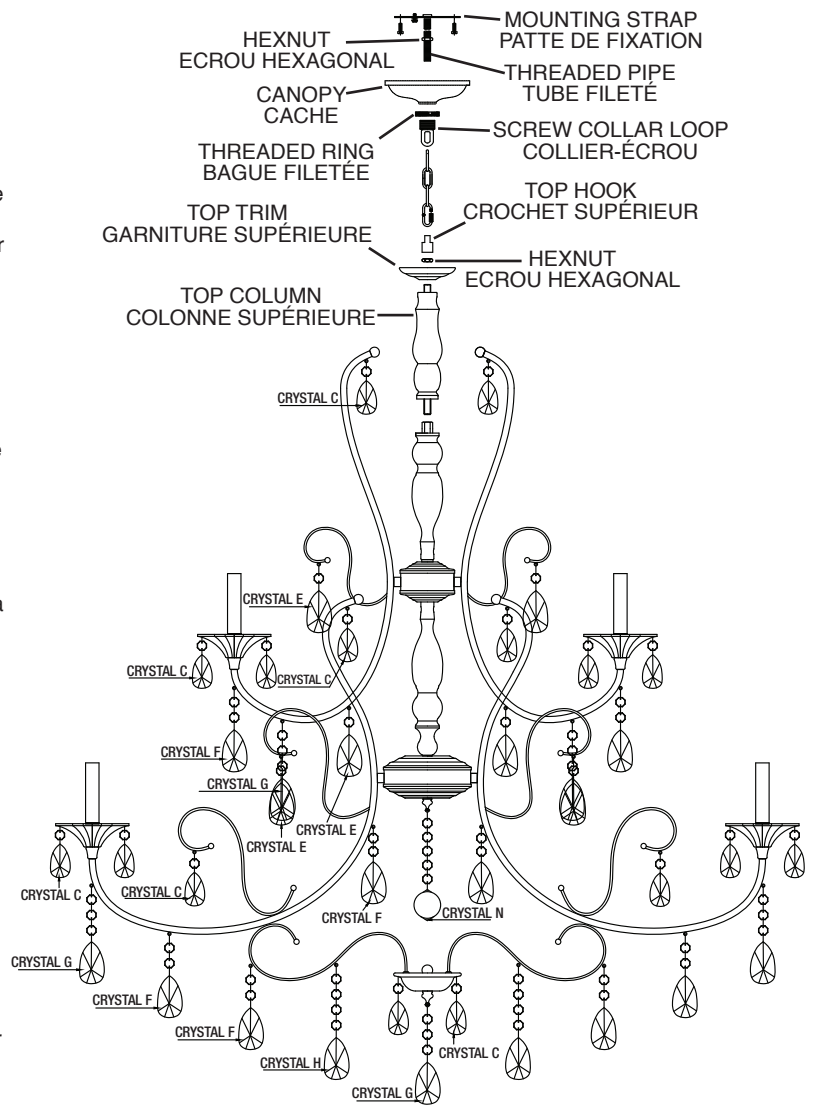 MOUNTING STRAP
PATTE DE FIXATION
HEXNUT
ECROU HEXAGONAL
THREADED PIPE
TUBE FILETÉ
CANOPY
CACHE
SCREW COLLAR LOOP
COLLIER-ÉCROU
THREADED RING
BAGUE FILETÉE
TOP HOOK
CROCHET SUPÉRIEUR
TOP TRIM
GARNITURE SUPÉRIEURE
HEXNUT
ECROU HEXAGONAL
TOP COLUMN
COLONNE SUPÉRIEURE
CRYSTAL C
CRYSTAL E
CRYSTAL C
CRYSTAL C
CRYSTAL F
CRYSTAL G
CRYSTAL E
CRYSTAL E
CRYSTAL C
CRYSTAL C
CRYSTAL F
CRYSTAL N
CRYSTAL G
CRYSTAL F
CRYSTAL F
CRYSTAL C
CRYSTAL H
CRYSTAL G